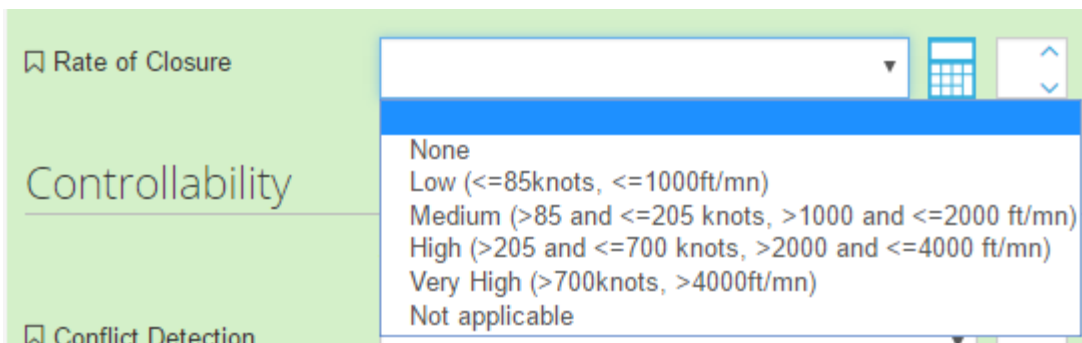 Rate of Closure
None
Low (<=85knots, <=1000ft/mn)
Controllability
Medium (>85 and <=205 knots, >1000 and <=2000 ft/mn)
High (>205 and <=700 knots, >2000 and <=4000 ft/mn)
Very High (>700knots, >4000ft/mn)
Not applicable
Conflict Detection